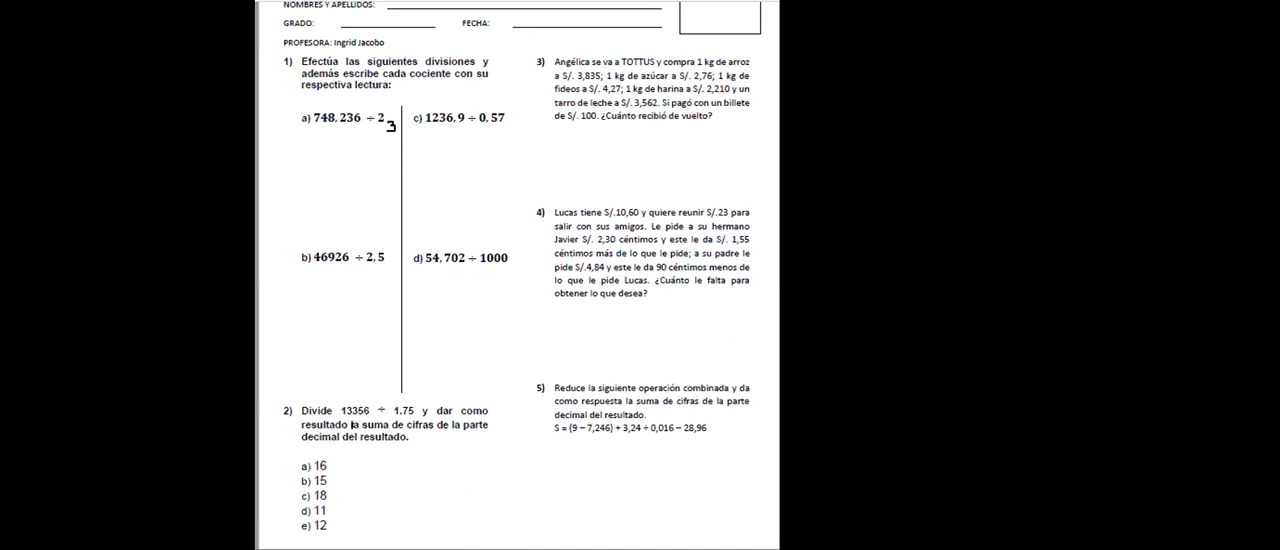 NOMBRES Y APELLIDOS:
GRADO:
FECHA:
PROFESORA: Ingrid Jacobo
1) Efectúa las siguientes divisiones y
además escribe cada cociente con su
respectiva lectura:
a) 748,236 ÷ 2 3
c) 1236,9 ÷ 0,57
b) 46926 ÷ 2,5
d) 54,702 ÷ 1000
2) Divide 13356 ÷ 1.75 y dar como
resultado la suma de cifras de la parte
decimal del resultado.
a) 16
b) 15
c) 18
d) 11
e) 12
3) Angélica se va a TOTTUS y compra 1 kg de arroz
a S/. 3,835; 1 kg de azúcar a S/. 2,76; 1 kg de
fideos a S/. 4,27; 1 kg de harina a S/. 2,210 y un
tarro de leche a S/. 3,562. Si pagó con un billete
de S/. 100. ¿Cuánto recibió de vuelto?
4) Lucas tiene S/.10,60 y quiere reunir S/.23 para
salir con sus amigos. Le pide a su hermano
Javier S/. 2,30 céntimos y este le da S/. 1,55
céntimos más de lo que le pide; a su padre le
pide S/.4,84 y este le da 90 céntimos menos de
lo que le pide Lucas. ¿Cuánto le falta para
obtener lo que desea?
5) Reduce la siguiente operación combinada y da
como respuesta la suma de cifras de la parte
decimal del resultado.
S = (9 – 7,246) + 3,24 ÷ 0,016 – 28,96